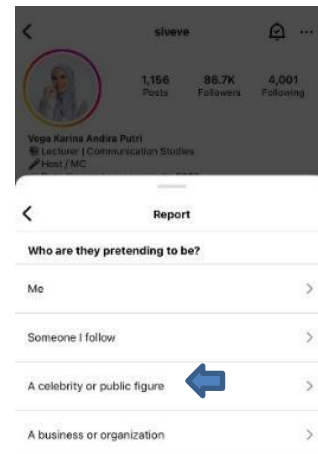 siveve
1,156 86.7K 4,001
Posts Followers Following
Vega Karina Andira Putri
Lecturer | Communication Studies
Host / MC
Report
Who are they pretending to be?
Me
Someone I follow
A celebrity or public figure
A business or organization